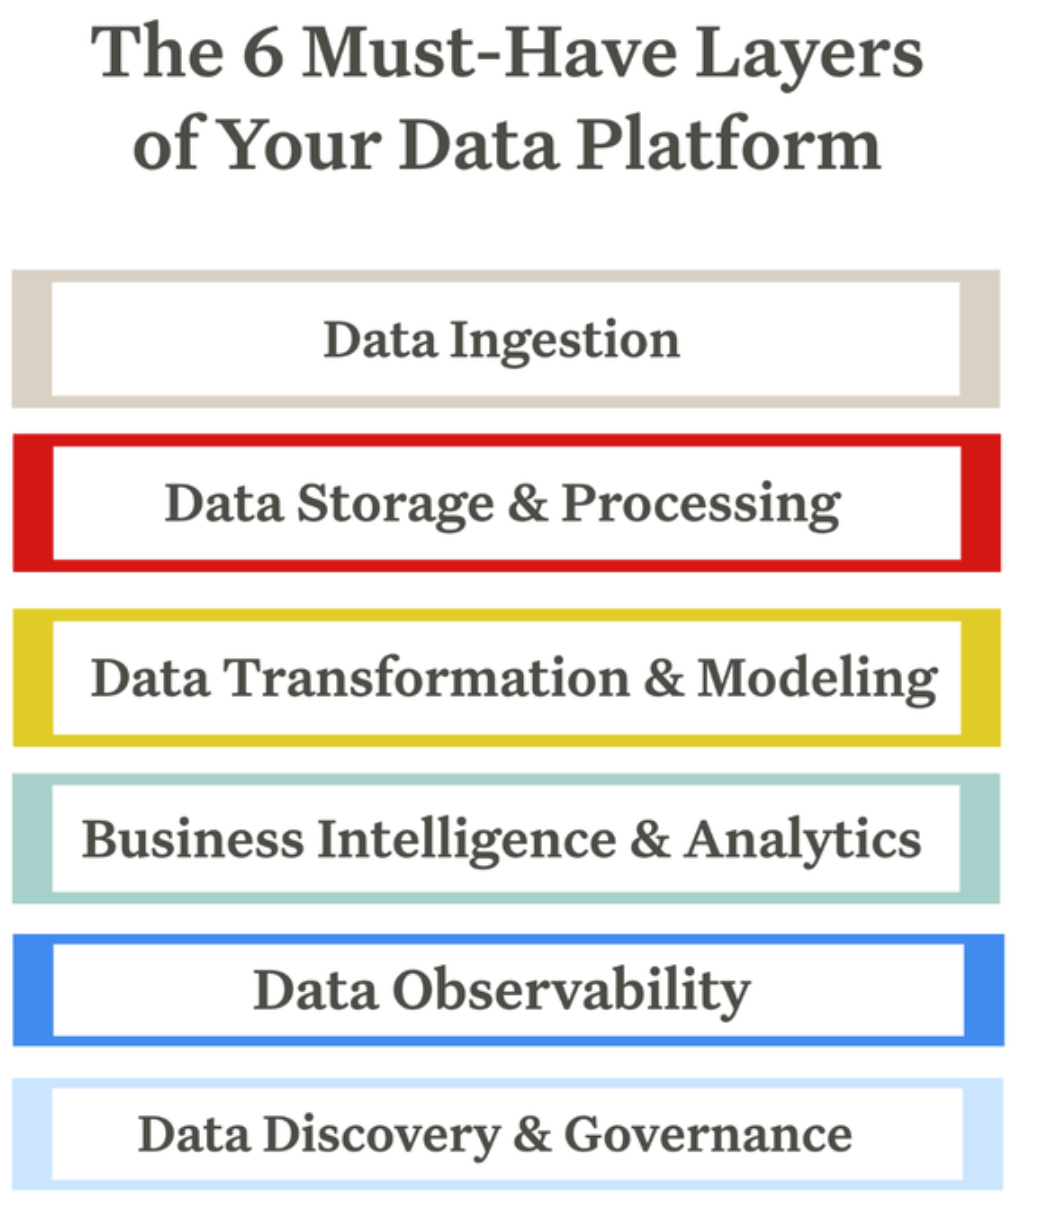 The 6 Must-Have Layers
of Your Data Platform
Data Ingestion
Data Storage & Processing
Data Transformation & Modeling
Business Intelligence & Analytics
Data Observability
Data Discovery & Governance